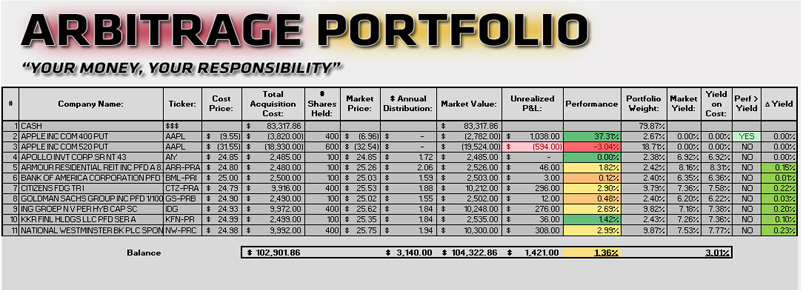 ARBITRAGE PORTFOLIO
"YOUR MONEY, YOUR RESPONSIBILITY"
# Company Name: Ticker: Cost Price: Total Acquisition Cost: # Shares Held: Market Price: $ Annual Distribution: Market Value: Unrealized P&L: Performance Portfolio Weight: Market Yield: Yield on Cost: Perf > Yield Δ Yield
1 CASH $$$ $ 83,317.86 $ 83,317.86 79.87%
2 APPLE INC COM 400 PUT AAPL $ (9.55) $ (3,820.00) 400 $ (6.96) $ - $ (2,782.00) $ 1,038.00 37.31% 2.67% 0.00% 0.00% YES
3 APPLE INC COM 520 PUT AAPL $ (31.55) $ (18,930.00) 600 $ (32.54) $ - $ (19,524.00) $ (594.00) -3.04% 18.71% 0.00% 0.00% NO
4 APOLLO INVT CORP SR NT 43 AIY $ 24.85 $ 2,485.00 100 $ 24.85 $ 1.72 $ 2,485.00 $ - 0.00% 2.38% 6.92% 6.92% NO
5 ARMOUR RESIDENTIAL REIT INC PFD A 8. ARR-PRA $ 24.80 $ 2,480.00 100 $ 25.26 $ 2.06 $ 2,526.00 $ 46.00 1.82% 2.42% 8.16% 8.31% NO 0.15%
6 BANK OF AMERICA CORPORATION PFD BML-PRL $ 25.00 $ 2,500.00 100 $ 25.03 $ 1.59 $ 2,503.00 $ 3.00 0.12% 2.40% 6.35% 6.36% NO 0.01%
7 CITIZENS FDG TRI CTZ-PRA $ 24.79 $ 9,916.00 400 $ 25.53 $ 1.88 $ 10,212.00 $ 296.00 2.90% 9.79% 7.36% 7.58% NO 0.22%
8 GOLDMAN SACHS GROUP INC PFD 1/100 GS-PRB $ 24.90 $ 2,490.00 100 $ 25.02 $ 1.55 $ 2,502.00 $ 12.00 0.48% 2.40% 6.20% 6.23% NO 0.03%
9 ING GROEP N V PER HYB CAP SC IDG $ 24.93 $ 9,972.00 400 $ 25.62 $ 1.84 $ 10,248.00 $ 276.00 2.69% 9.82% 7.18% 7.38% NO 0.20%
10 KKR FINL HLDGS LLC PFD SER A KFN-PR $ 24.99 $ 2,499.00 100 $ 25.35 $ 1.84 $ 2,535.00 $ 36.00 1.42% 2.43% 7.26% 7.36% NO 0.10%
11 NATIONAL WESTMINSTER BK PLC SPON NW-PRC $ 24.98 $ 9,992.00 400 $ 25.75 $ 1.94 $ 10,300.00 $ 308.00 2.99% 9.87% 7.53% 7.77% NO 0.23%
Balance $ 102,901.86 $ 3,140.00 $ 104,322.86 $ 1,421.00 1.36% 3.01%